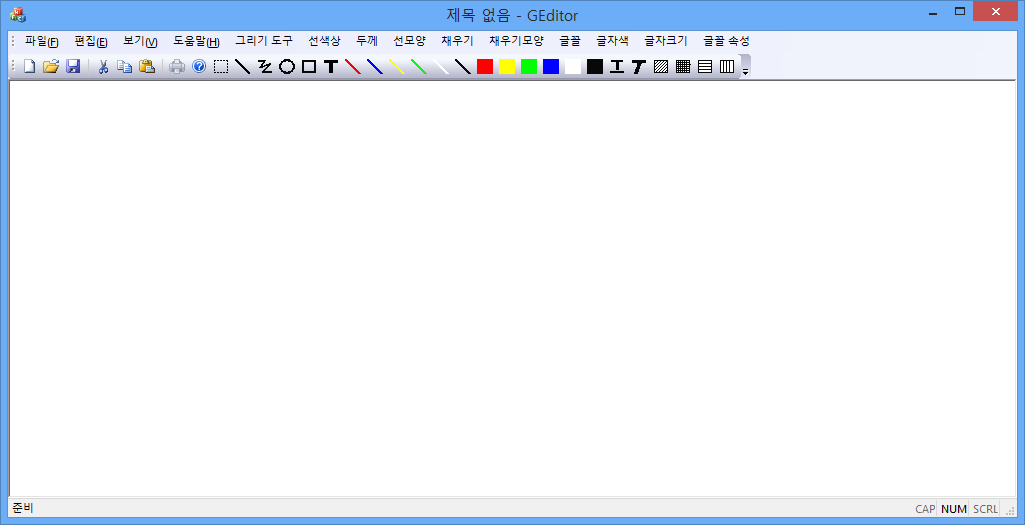 제목 없음 - GEditor
파일(F) 편집(E) 보기(V) 도움말(H) 그리기 도구 선색상 두께 선모양 채우기 채우기모양 글꼴 글자색 글자크기 글꼴 속성
준비 CAP NUM SCRL